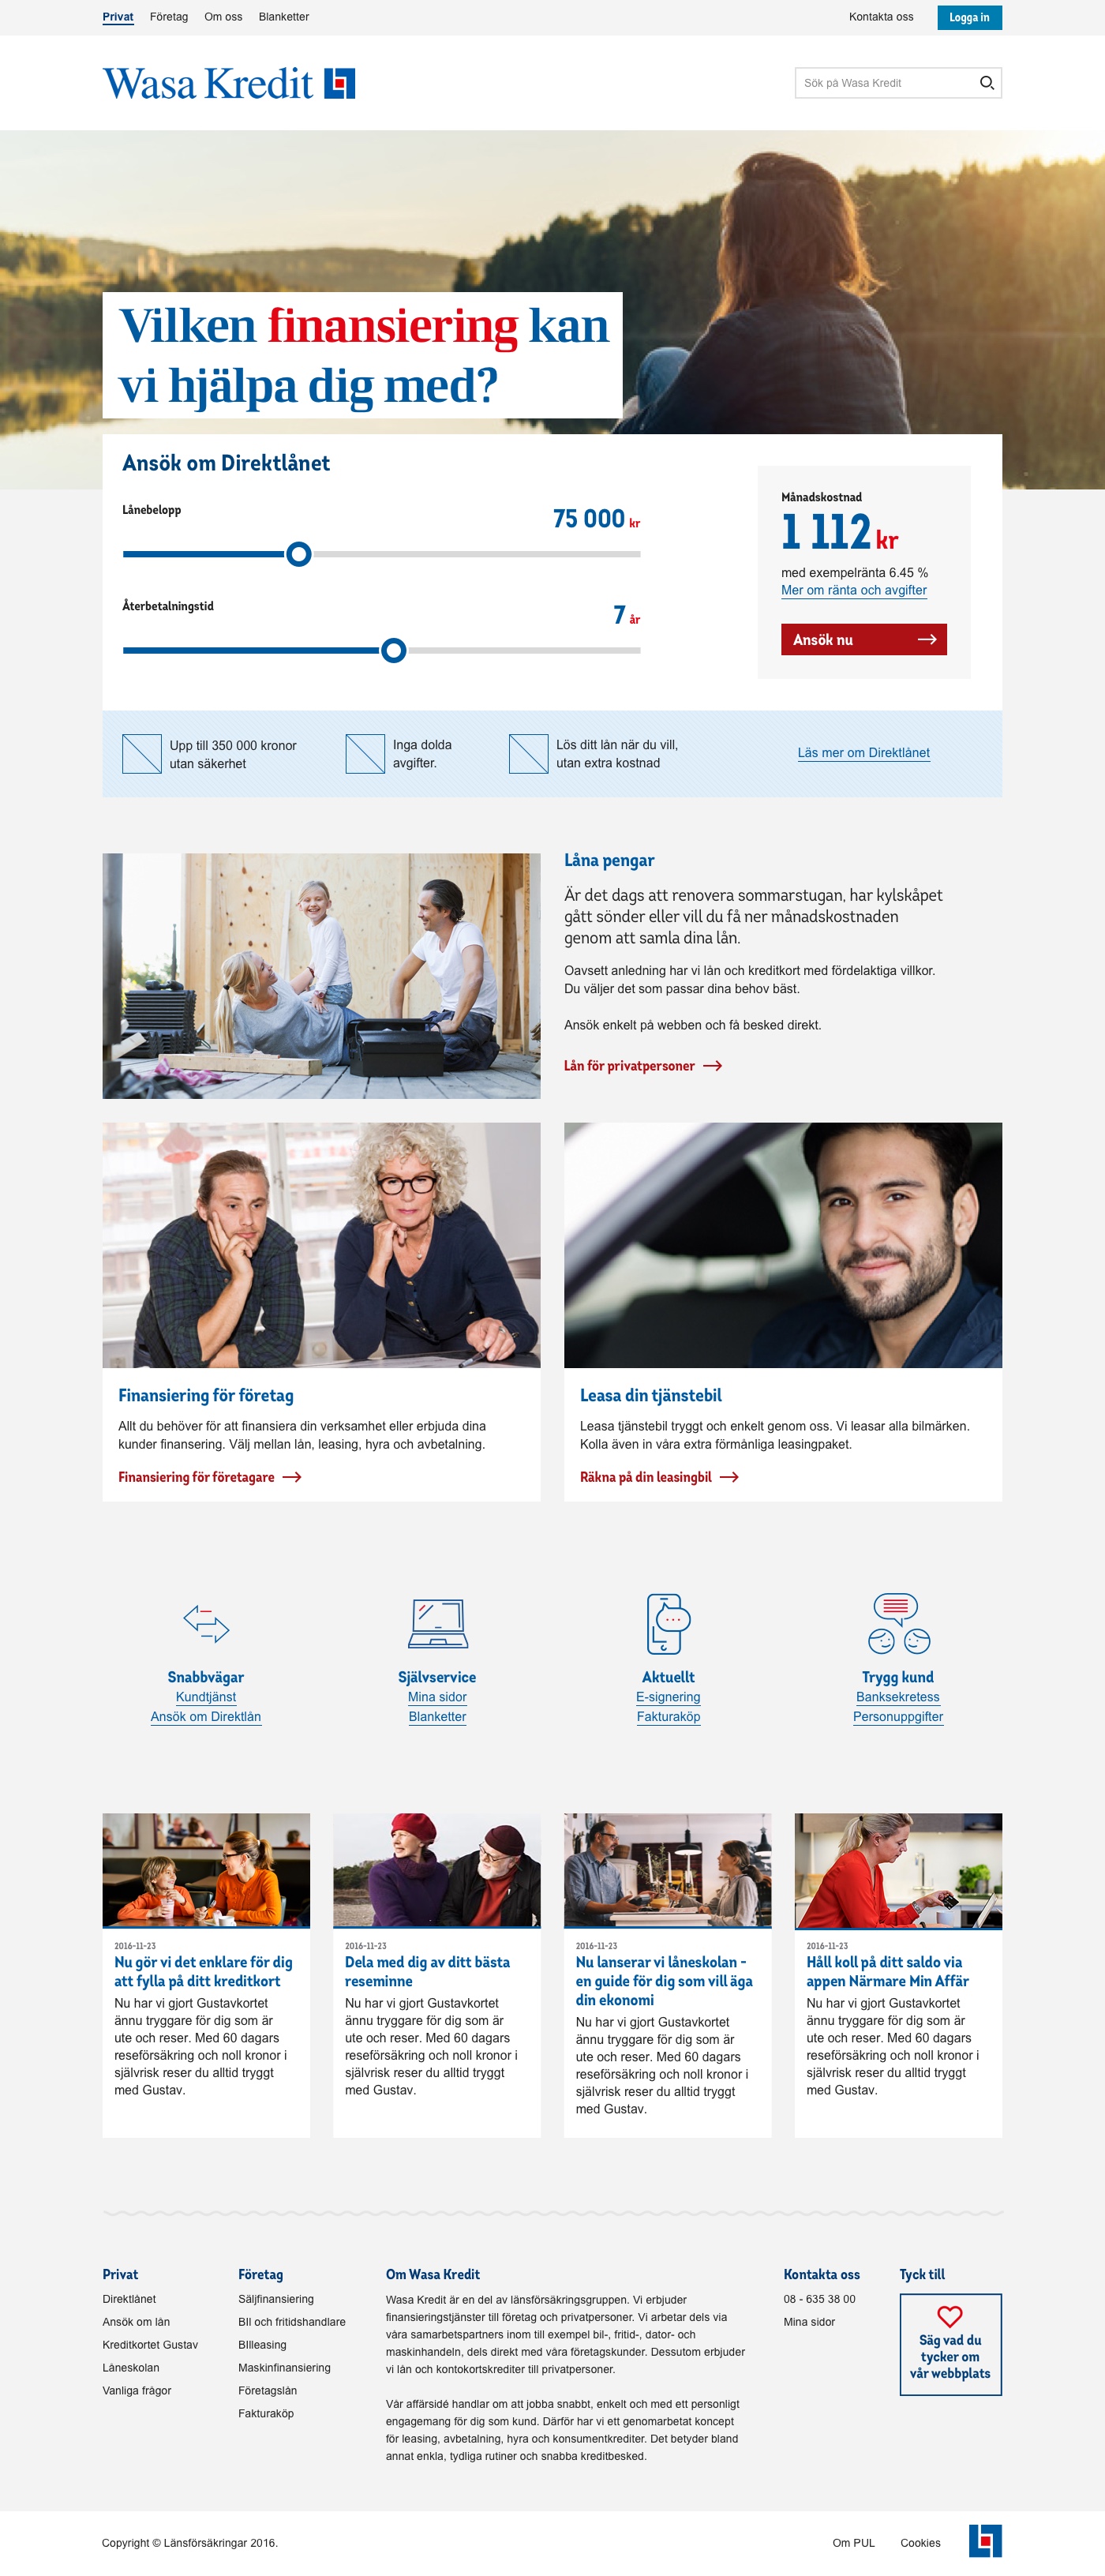 Privat Företag Om oss Blanketter Kontakta oss Logga in
Wasa Kredit
Sök på Wasa Kredit
Vilken finansiering kan
vi hjälpa dig med?
Ansök om Direktlånet
Lånebelopp
75 000 kr
Återbetalningstid
7 år
Månadskostnad
1 112 kr
med exempelränta 6.45 %
Mer om ränta och avgifter
Ansök nu
Upp till 350 000 kronor
utan säkerhet
Inga dolda
avgifter.
Lös ditt lån när du vill,
utan extra kostnad
Läs mer om Direktlånet
Låna pengar
Är det dags att renovera sommarstugan, har kylskåpet
gått sönder eller vill du få ner månadskostnaden
genom att samla dina lån.
Oavsett anledning har vi lån och kreditkort med fördelaktiga villkor.
Du väljer det som passar dina behov bäst.
Ansök enkelt på webben och få besked direkt.
Lån för privatpersoner
Finansiering för företag
Allt du behöver för att finansiera din verksamhet eller erbjuda dina
kunder finansering. Välj mellan lån, leasing, hyra och avbetalning.
Finansiering för företagare
Leasa din tjänstebil
Leasa tjänstebil tryggt och enkelt genom oss. Vi leasar alla bilmärken.
Kolla även in våra extra förmånliga leasingpaket.
Räkna på din leasingbil
Snabbvägar
Kundtjänst
Ansök om Direktlån
Självservice
Mina sidor
Blanketter
Aktuellt
E-signering
Fakturaköp
Trygg kund
Banksekretess
Personuppgifter
2016-11-23
Nu gör vi det enklare för dig
att fylla på ditt kreditkort
Nu har vi gjort Gustavkortet
ännu tryggare för dig som är
ute och reser. Med 60 dagars
reseförsäkring och noll kronor i
självrisk reser du alltid tryggt
med Gustav.
2016-11-23
Dela med dig av ditt bästa
reseminne
Nu har vi gjort Gustavkortet
ännu tryggare för dig som är
ute och reser. Med 60 dagars
reseförsäkring och noll kronor i
självrisk reser du alltid tryggt
med Gustav.
2016-11-23
Nu lanserar vi låneskolan -
en guide för dig som vill äga
din ekonomi
Nu har vi gjort Gustavkortet
ännu tryggare för dig som är
ute och reser. Med 60 dagars
reseförsäkring och noll kronor i
självrisk reser du alltid tryggt
med Gustav.
2016-11-23
Håll koll på ditt saldo via
appen Närmare Min Affär
Nu har vi gjort Gustavkortet
ännu tryggare för dig som är
ute och reser. Med 60 dagars
reseförsäkring och noll kronor i
självrisk reser du alltid tryggt
med Gustav.
Privat
Direktlånet
Ansök om lån
Kreditkortet Gustav
Låneskolan
Vanliga frågor
Företag
Säljfinansiering
BIl och fritidshandlare
BIlleasing
Maskinfinansiering
Företagslån
Fakturaköp
Om Wasa Kredit
Wasa Kredit är en del av länsförsäkringsgruppen. Vi erbjuder
finansieringstjänster till företag och privatpersoner. Vi arbetar dels via
våra samarbetspartners inom till exempel bil-, fritid-, dator- och
maskinhandeln, dels direkt med våra företagskunder. Dessutom erbjuder
vi lån och kontokortskrediter till privatpersoner.
Vår affärsidé handlar om att jobba snabbt, enkelt och med ett personligt
engagemang för dig som kund. Därför har vi ett genomarbetat koncept
för leasing, avbetalning, hyra och konsumentkrediter. Det betyder bland
annat enkla, tydliga rutiner och snabba kreditbesked.
Kontakta oss
08 - 635 38 00
Mina sidor
Tyck till
Säg vad du
tycker om
vår webbplats
Copyright © Länsförsäkringar 2016.
Om PUL Cookies